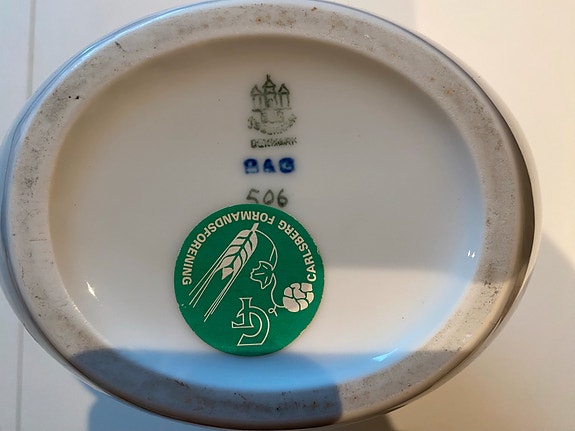 DENMARK
B&G
506
CARLSBERG FORMANDSFORENING